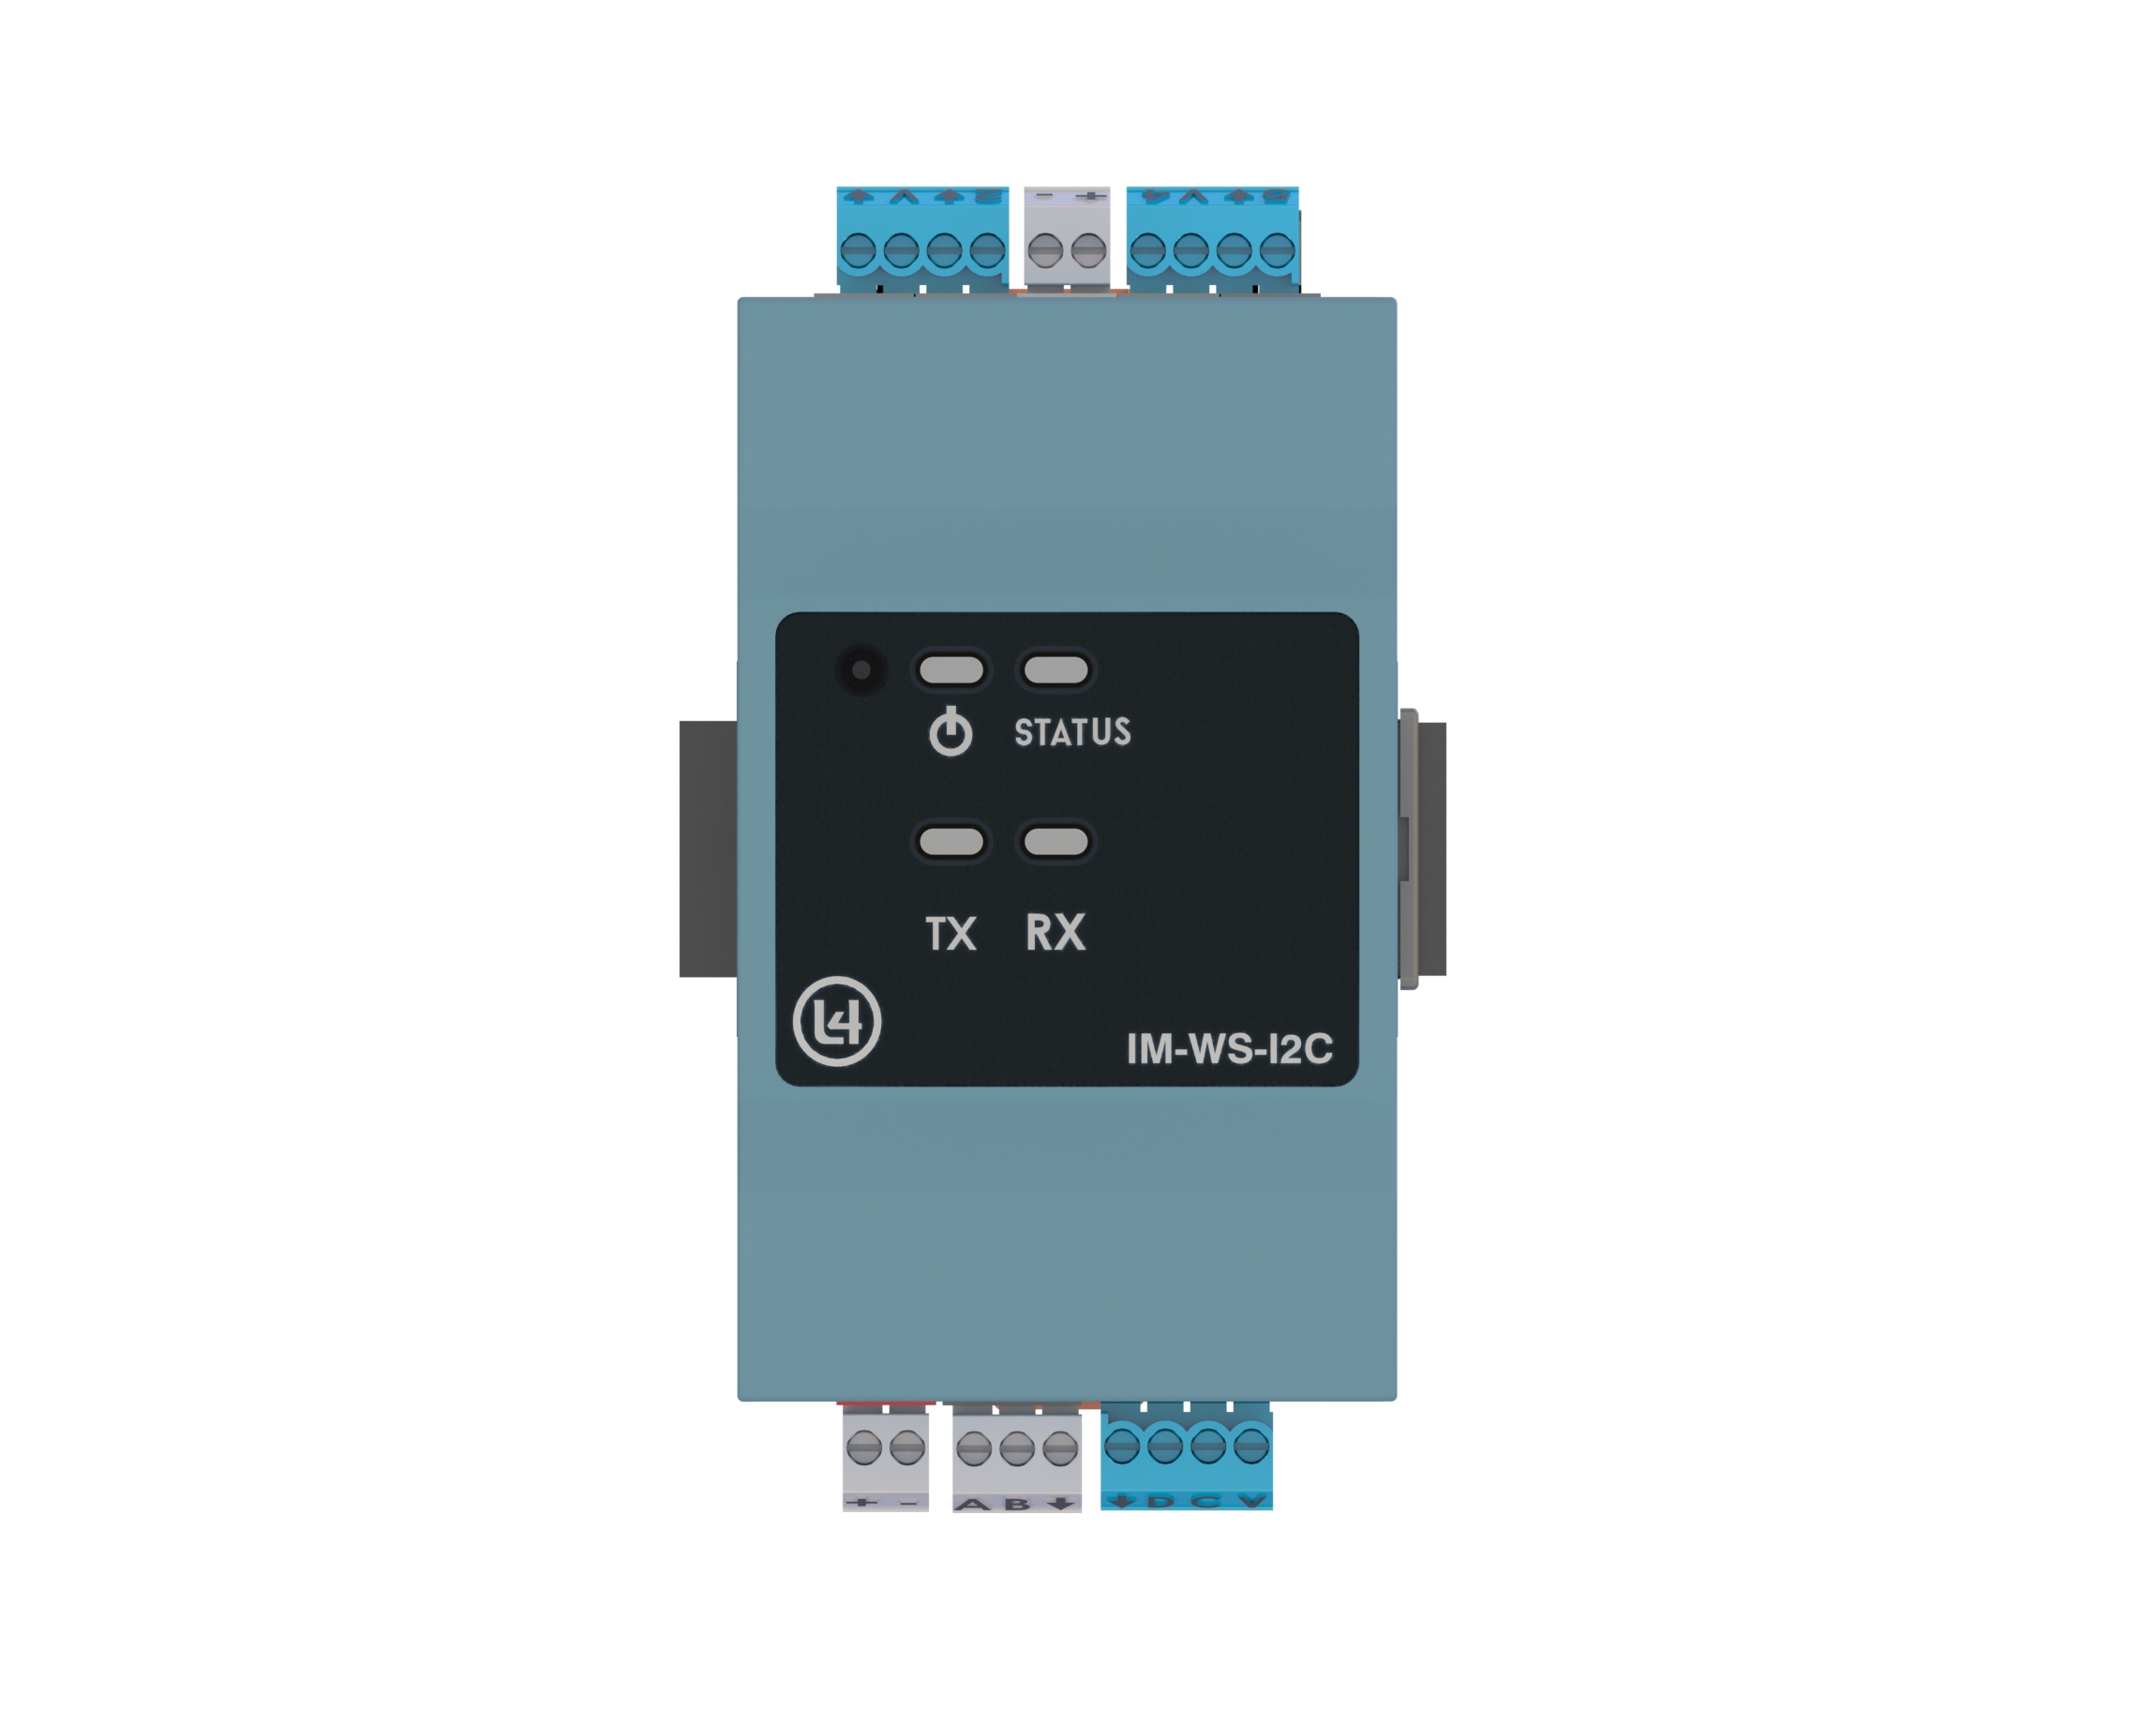 - +
STATUS
TX RX
L4
IM-WS-I2C
+ - A B ↓ ↓ D C V